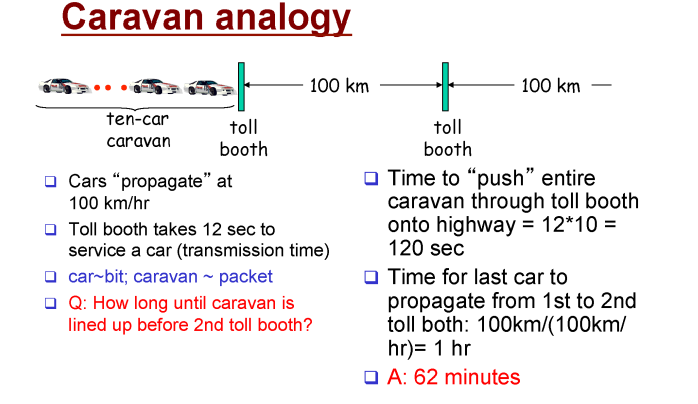 Caravan analogy
100 km
100 km
ten-car
caravan
toll
booth
toll
booth
Cars “propagate” at
100 km/hr
Toll booth takes 12 sec to
service a car (transmission time)
car~bit; caravan ~ packet
Q: How long until caravan is
lined up before 2nd toll booth?
Time to “push” entire
caravan through toll booth
onto highway = 12*10 =
120 sec
Time for last car to
propagate from 1st to 2nd
toll both: 100km/(100km/
hr)= 1 hr
A: 62 minutes